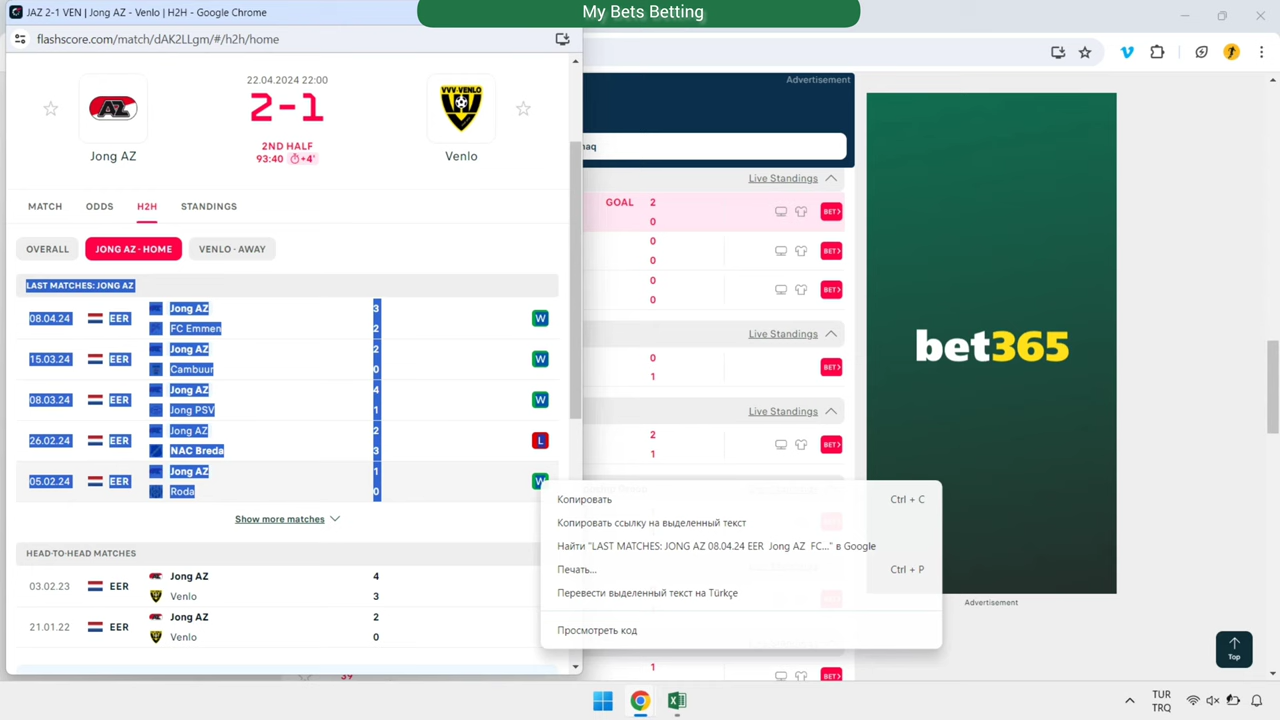 JAZ 2-1 VEN | Jong AZ - Venlo | H2H - Google Chrome
My Bets Betting
flashscore.com/match/dAK2LLgm/#/h2h/home
22.04.2024 22:00
2-1
2ND HALF
93:40 +4'
AZ
VVV-VENLO
Jong AZ
Venlo
MATCH ODDS H2H STANDINGS
OVERALL JONG AZ · HOME VENLO · AWAY
LAST MATCHES: JONG AZ
08.04.24 EER Jong AZ 3 W
FC Emmen 2
15.03.24 EER Jong AZ 2 W
Cambuur 0
08.03.24 EER Jong AZ 4 W
Jong PSV 1
26.02.24 EER Jong AZ 2 L
NAC Breda 3
05.02.24 EER Jong AZ 1 W
Roda 0
Show more matches
HEAD-TO-HEAD MATCHES
03.02.23 EER Jong AZ 4
Venlo 3
21.01.22 EER Jong AZ 2
Venlo 0
Advertisement
Live Standings
GOAL 2
0
BET
0
0
BET
0
0
BET
Live Standings
0
1
BET
Live Standings
2
1
BET
Копировать Ctrl + C
Копировать ссылку на выделенный текст
Найти "LAST MATCHES: JONG AZ 08.04.24 EER Jong AZ FC..." в Google
Печать... Ctrl + P
Перевести выделенный текст на Türkçe
Просмотреть код
1
BET
39
bet365
Advertisement
Top
TUR
TRQ